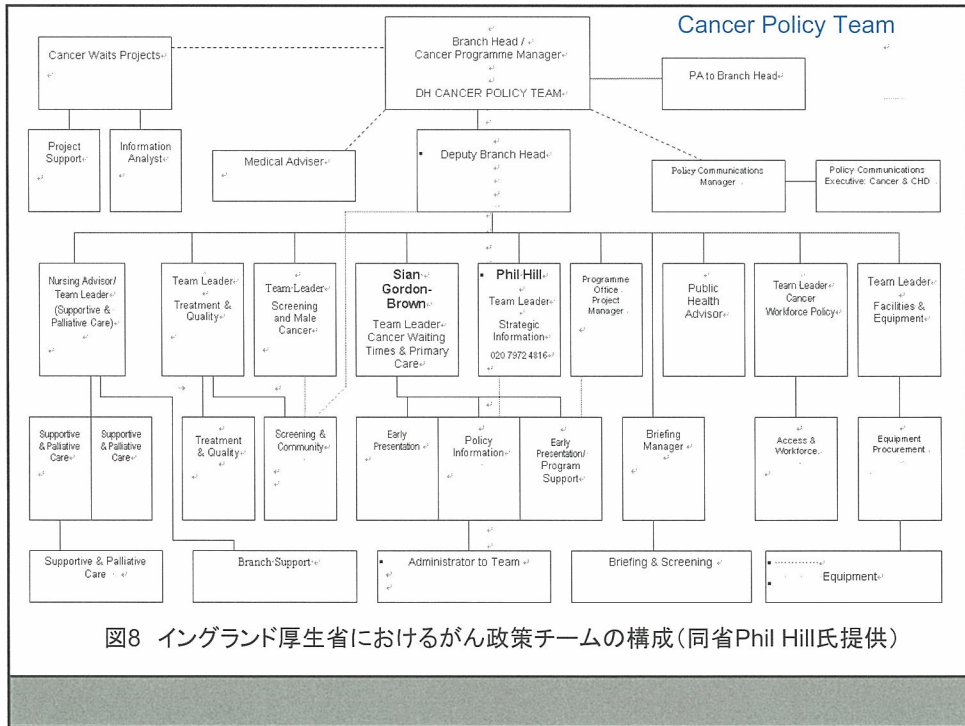 Cancer Policy Team
Cancer Waits Projects
Branch Head /
Cancer Programme Manager
DH CANCER POLICY TEAM
PA to Branch Head
Project
Support
Information
Analyst
Medical Adviser
Deputy Branch Head
Policy Communications
Manager
Policy Communications
Executive: Cancer & CHD
Nursing Advisor/
Team Leader
(Supportive &
Palliative Care)
Team Leader
Treatment &
Quality
Team Leader
Screening
and Male
Cancer
Sian
Gordon-
Brown
Team Leader
Cancer Waiting
Times & Primary
Care
Phil Hill
Team Leader
Strategic
Information
020 7972 4816
Programme
Office
Project
Manager
Public
Health
Advisor
Team Leader
Cancer
Workforce Policy
Team Leader
Facilities &
Equipment
Supportive
& Palliative
Care
Supportive
& Palliative
Care
Treatment
& Quality
Screening &
Community
Early
Presentation
Policy
Information
Early
Presentation/
Program
Support
Briefing
Manager
Access &
Workforce
Equipment
Procurement
Supportive & Palliative
Care
Branch Support
Administrator to Team
Briefing & Screening
Equipment
図8 イングランド厚生省におけるがん政策チームの構成(同省Phil Hill氏提供)